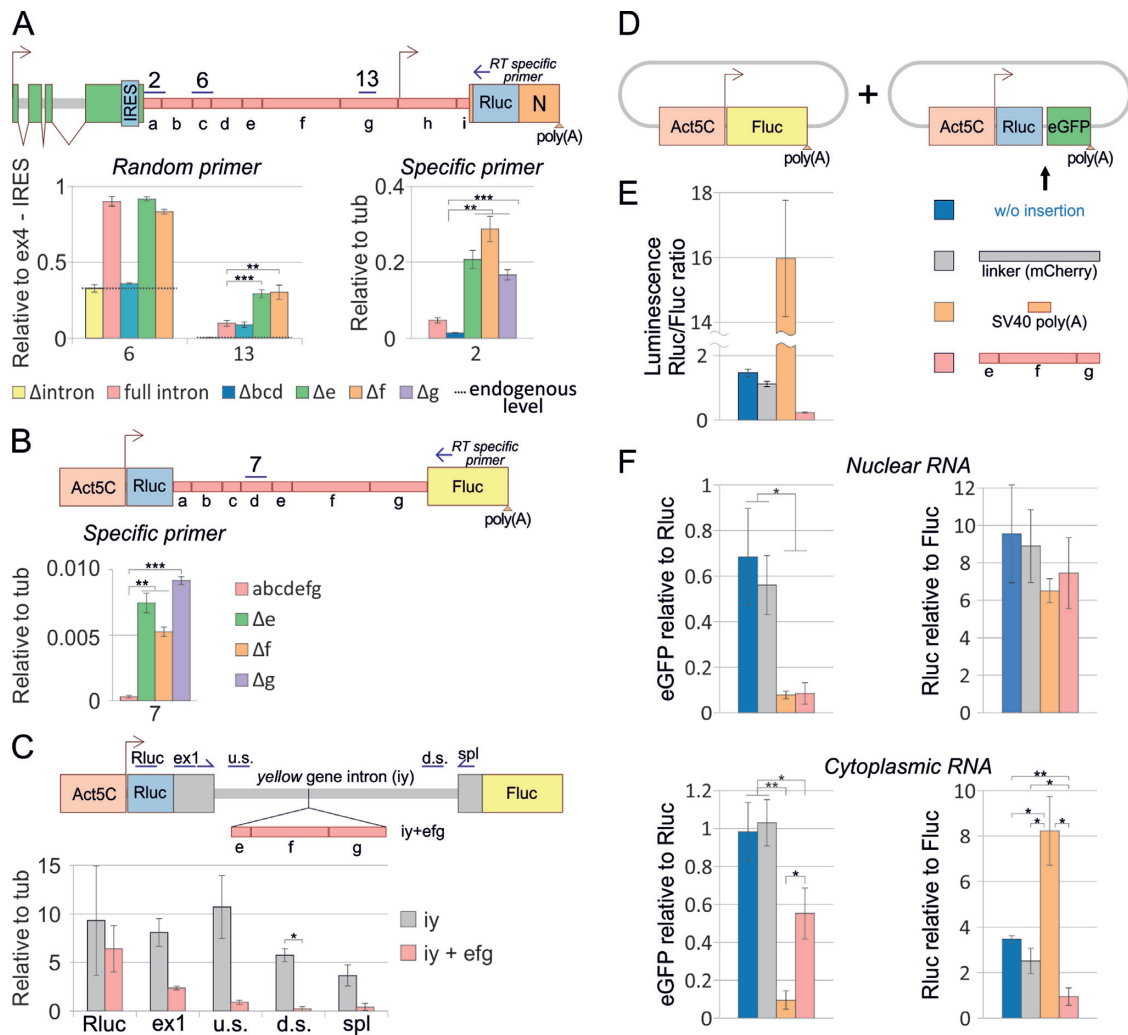 A
2
6
13
RT specific
primer
IRES
Rluc
N
a b c d e f g h i
poly(A)
Random primer
Specific primer
Relative to ex4 - IRES
1
0.5
0
***
**
6
13
Relative to tub
0.4
0.2
0
***
**
2
Δintron
full intron
Δbcd
Δe
Δf
Δg
endogenous
level
B
7
RT specific
primer
Act5C
Rluc
Fluc
a b c d e f g
poly(A)
Specific primer
Relative to tub
0.010
0.005
0
***
**
7
abcdefg
Δe
Δf
Δg
C
Rluc
ex1
u.s.
d.s.
spl
yellow gene intron (iy)
Act5C
Rluc
Fluc
e f g
iy+efg
Relative to tub
15
10
5
0
*
Rluc
ex1
u.s.
d.s.
spl
iy
iy + efg
D
Act5C
Fluc
poly(A)
+
Act5C
Rluc
eGFP
poly(A)
w/o insertion
linker (mCherry)
SV40 poly(A)
e f g
E
Luminescence
Rluc/Fluc ratio
18
16
14
2
1
0
F
Nuclear RNA
eGFP relative to Rluc
1
0.8
0.6
0.4
0.2
0
*
Rluc relative to Fluc
12
10
8
6
4
2
0
Cytoplasmic RNA
eGFP relative to Rluc
1.2
1
0.8
0.6
0.4
0.2
0
*
**
*
Rluc relative to Fluc
10
8
6
4
2
0
**
*
*
*
*